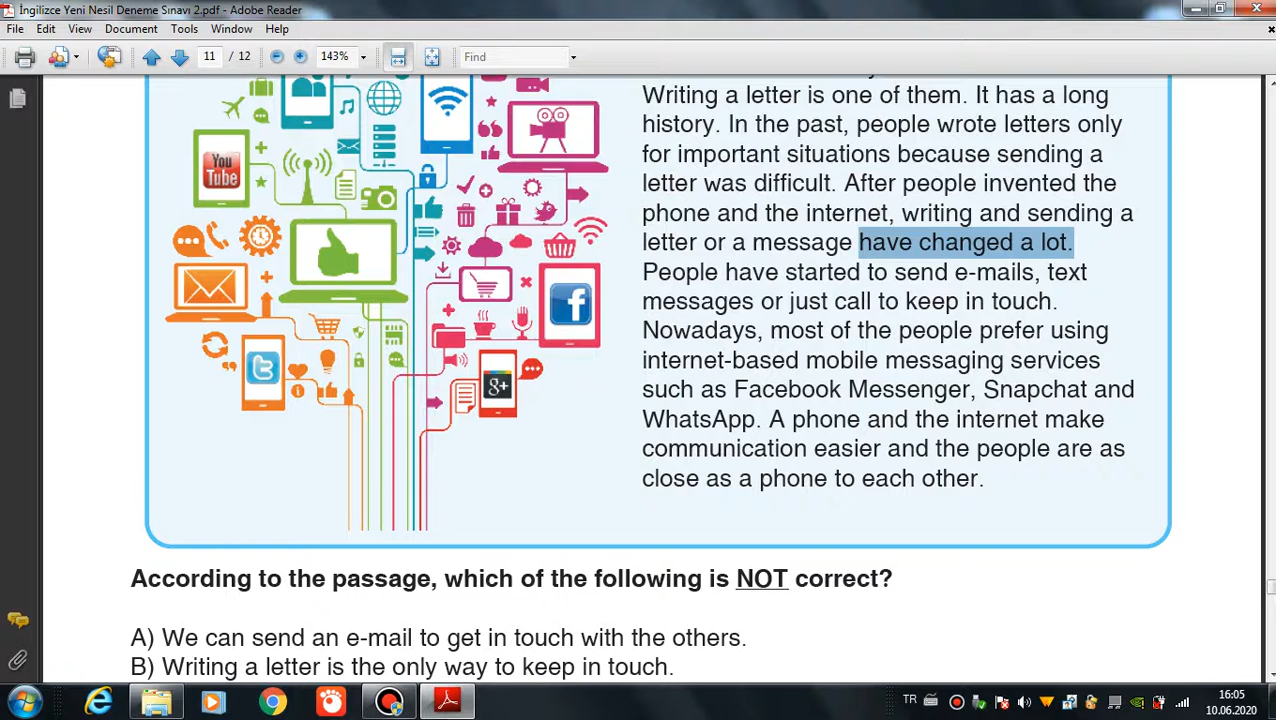 İngilizce Yeni Nesil Deneme Sınavı 2.pdf - Adobe Reader
File Edit View Document Tools Window Help
11 / 12 143% Find
Writing a letter is one of them. It has a long
history. In the past, people wrote letters only
for important situations because sending a
letter was difficult. After people invented the
phone and the internet, writing and sending a
letter or a message have changed a lot.
People have started to send e-mails, text
messages or just call to keep in touch.
Nowadays, most of the people prefer using
internet-based mobile messaging services
such as Facebook Messenger, Snapchat and
WhatsApp. A phone and the internet make
communication easier and the people are as
close as a phone to each other.
You
Tube
f
g+
According to the passage, which of the following is NOT correct?
A) We can send an e-mail to get in touch with the others.
B) Writing a letter is the only way to keep in touch.
TR
16:05
10.06.2020